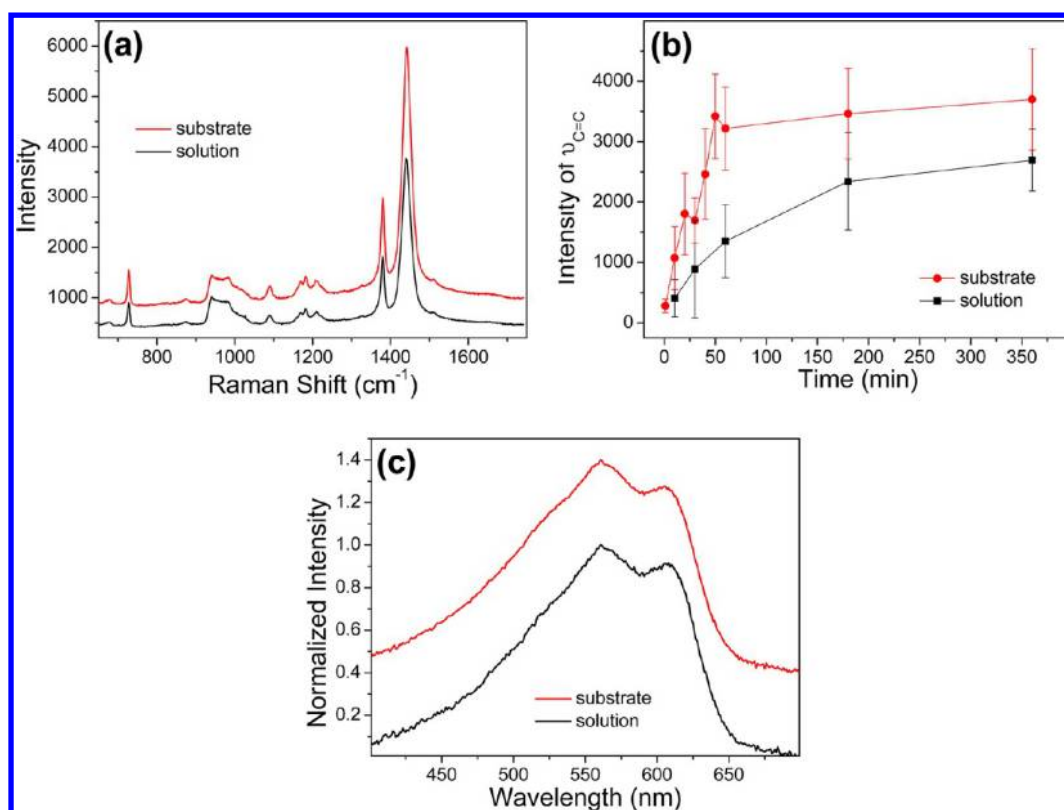 (a)
6000
5000
4000
3000
2000
1000
Intensity
substrate
solution
800 1000 1200 1400 1600
Raman Shift (cm⁻¹)
(b)
4000
3000
2000
1000
0
Intensity of υC=C
substrate
solution
0 50 100 150 200 250 300 350
Time (min)
(c)
1.4
1.2
1.0
0.8
0.6
0.4
0.2
Normalized Intensity
substrate
solution
450 500 550 600 650
Wavelength (nm)